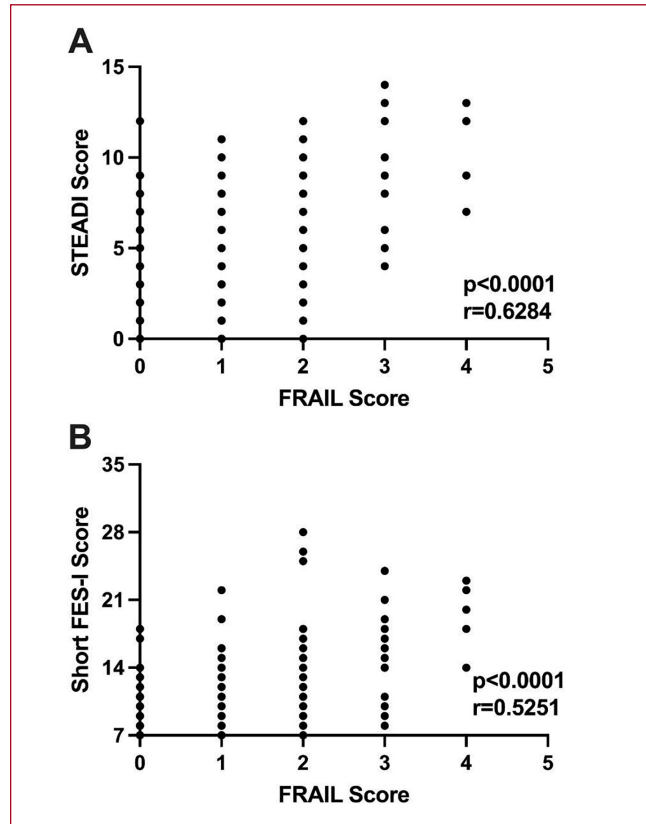 A
15
10
5
0
STEADI Score
p<0.0001
r=0.6284
0 1 2 3 4 5
FRAIL Score
B
35
28
21
14
7
Short FES-I Score
p<0.0001
r=0.5251
0 1 2 3 4 5
FRAIL Score